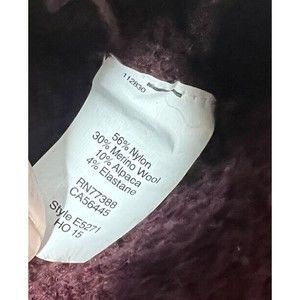 112830
56% Nylon
30% Merino Wool
10% Alpaca
4% Elastane
RN77388
CA56445
Style E5271
HO 15